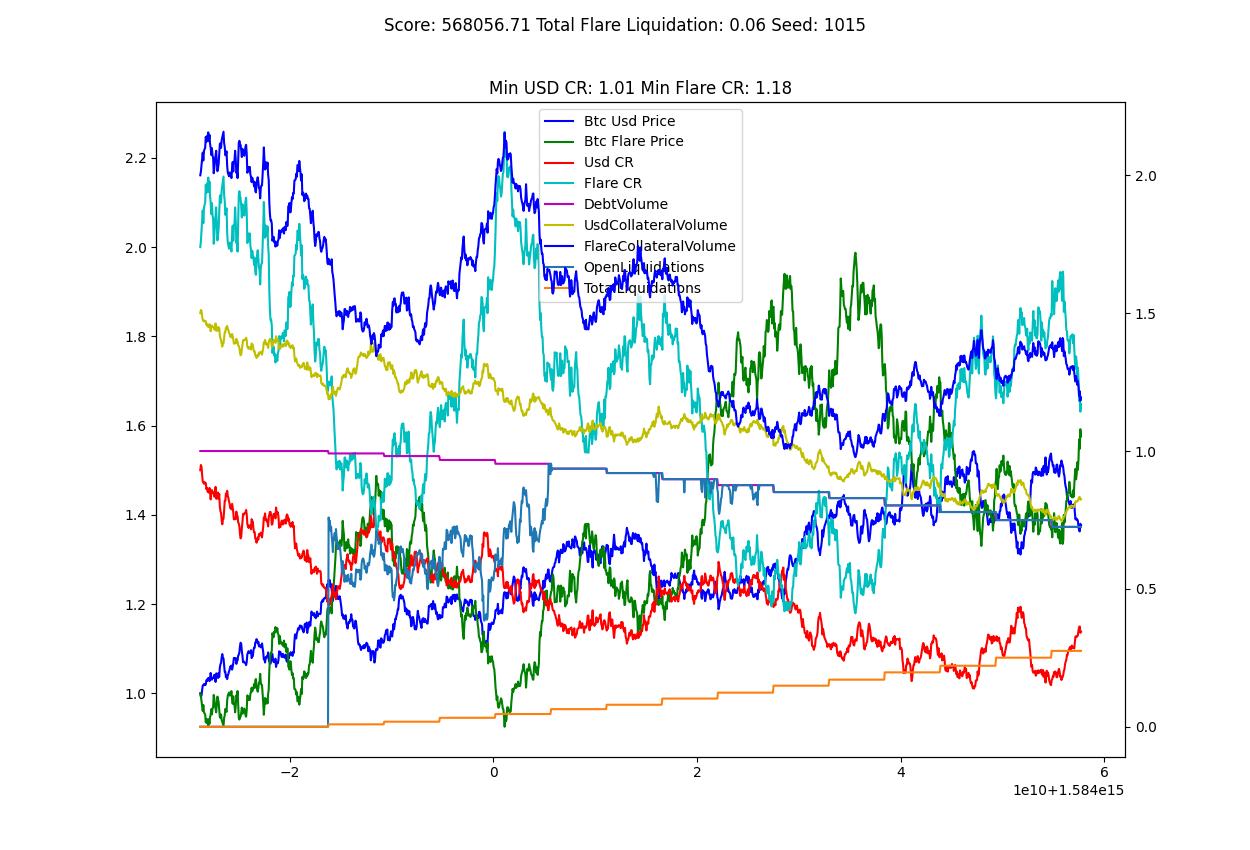 Score: 568056.71 Total Flare Liquidation: 0.06 Seed: 1015
Min USD CR: 1.01 Min Flare CR: 1.18
Btc Usd Price
Btc Flare Price
Usd CR
Flare CR
DebtVolume
UsdCollateralVolume
FlareCollateralVolume
OpenLiquidations
TotalLiquidations
2.2
2.0
1.8
1.6
1.4
1.2
1.0
2.0
1.5
1.0
0.5
0.0
−2
0
2
4
6
1e10+1.584e15